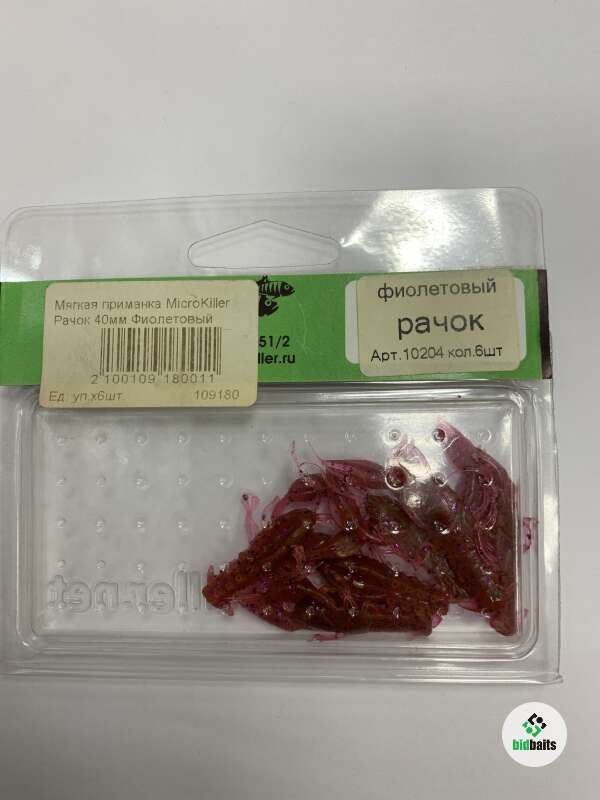 Мягкая приманка MicroKiller
Рачок 40мм Фиолетовый
2 100109 180011
Ед: уп.х6шт. 109180
51/2
ller.ru
фиолетовый
рачок
Арт.10204 кол.6шт
ller.net
bidbaits